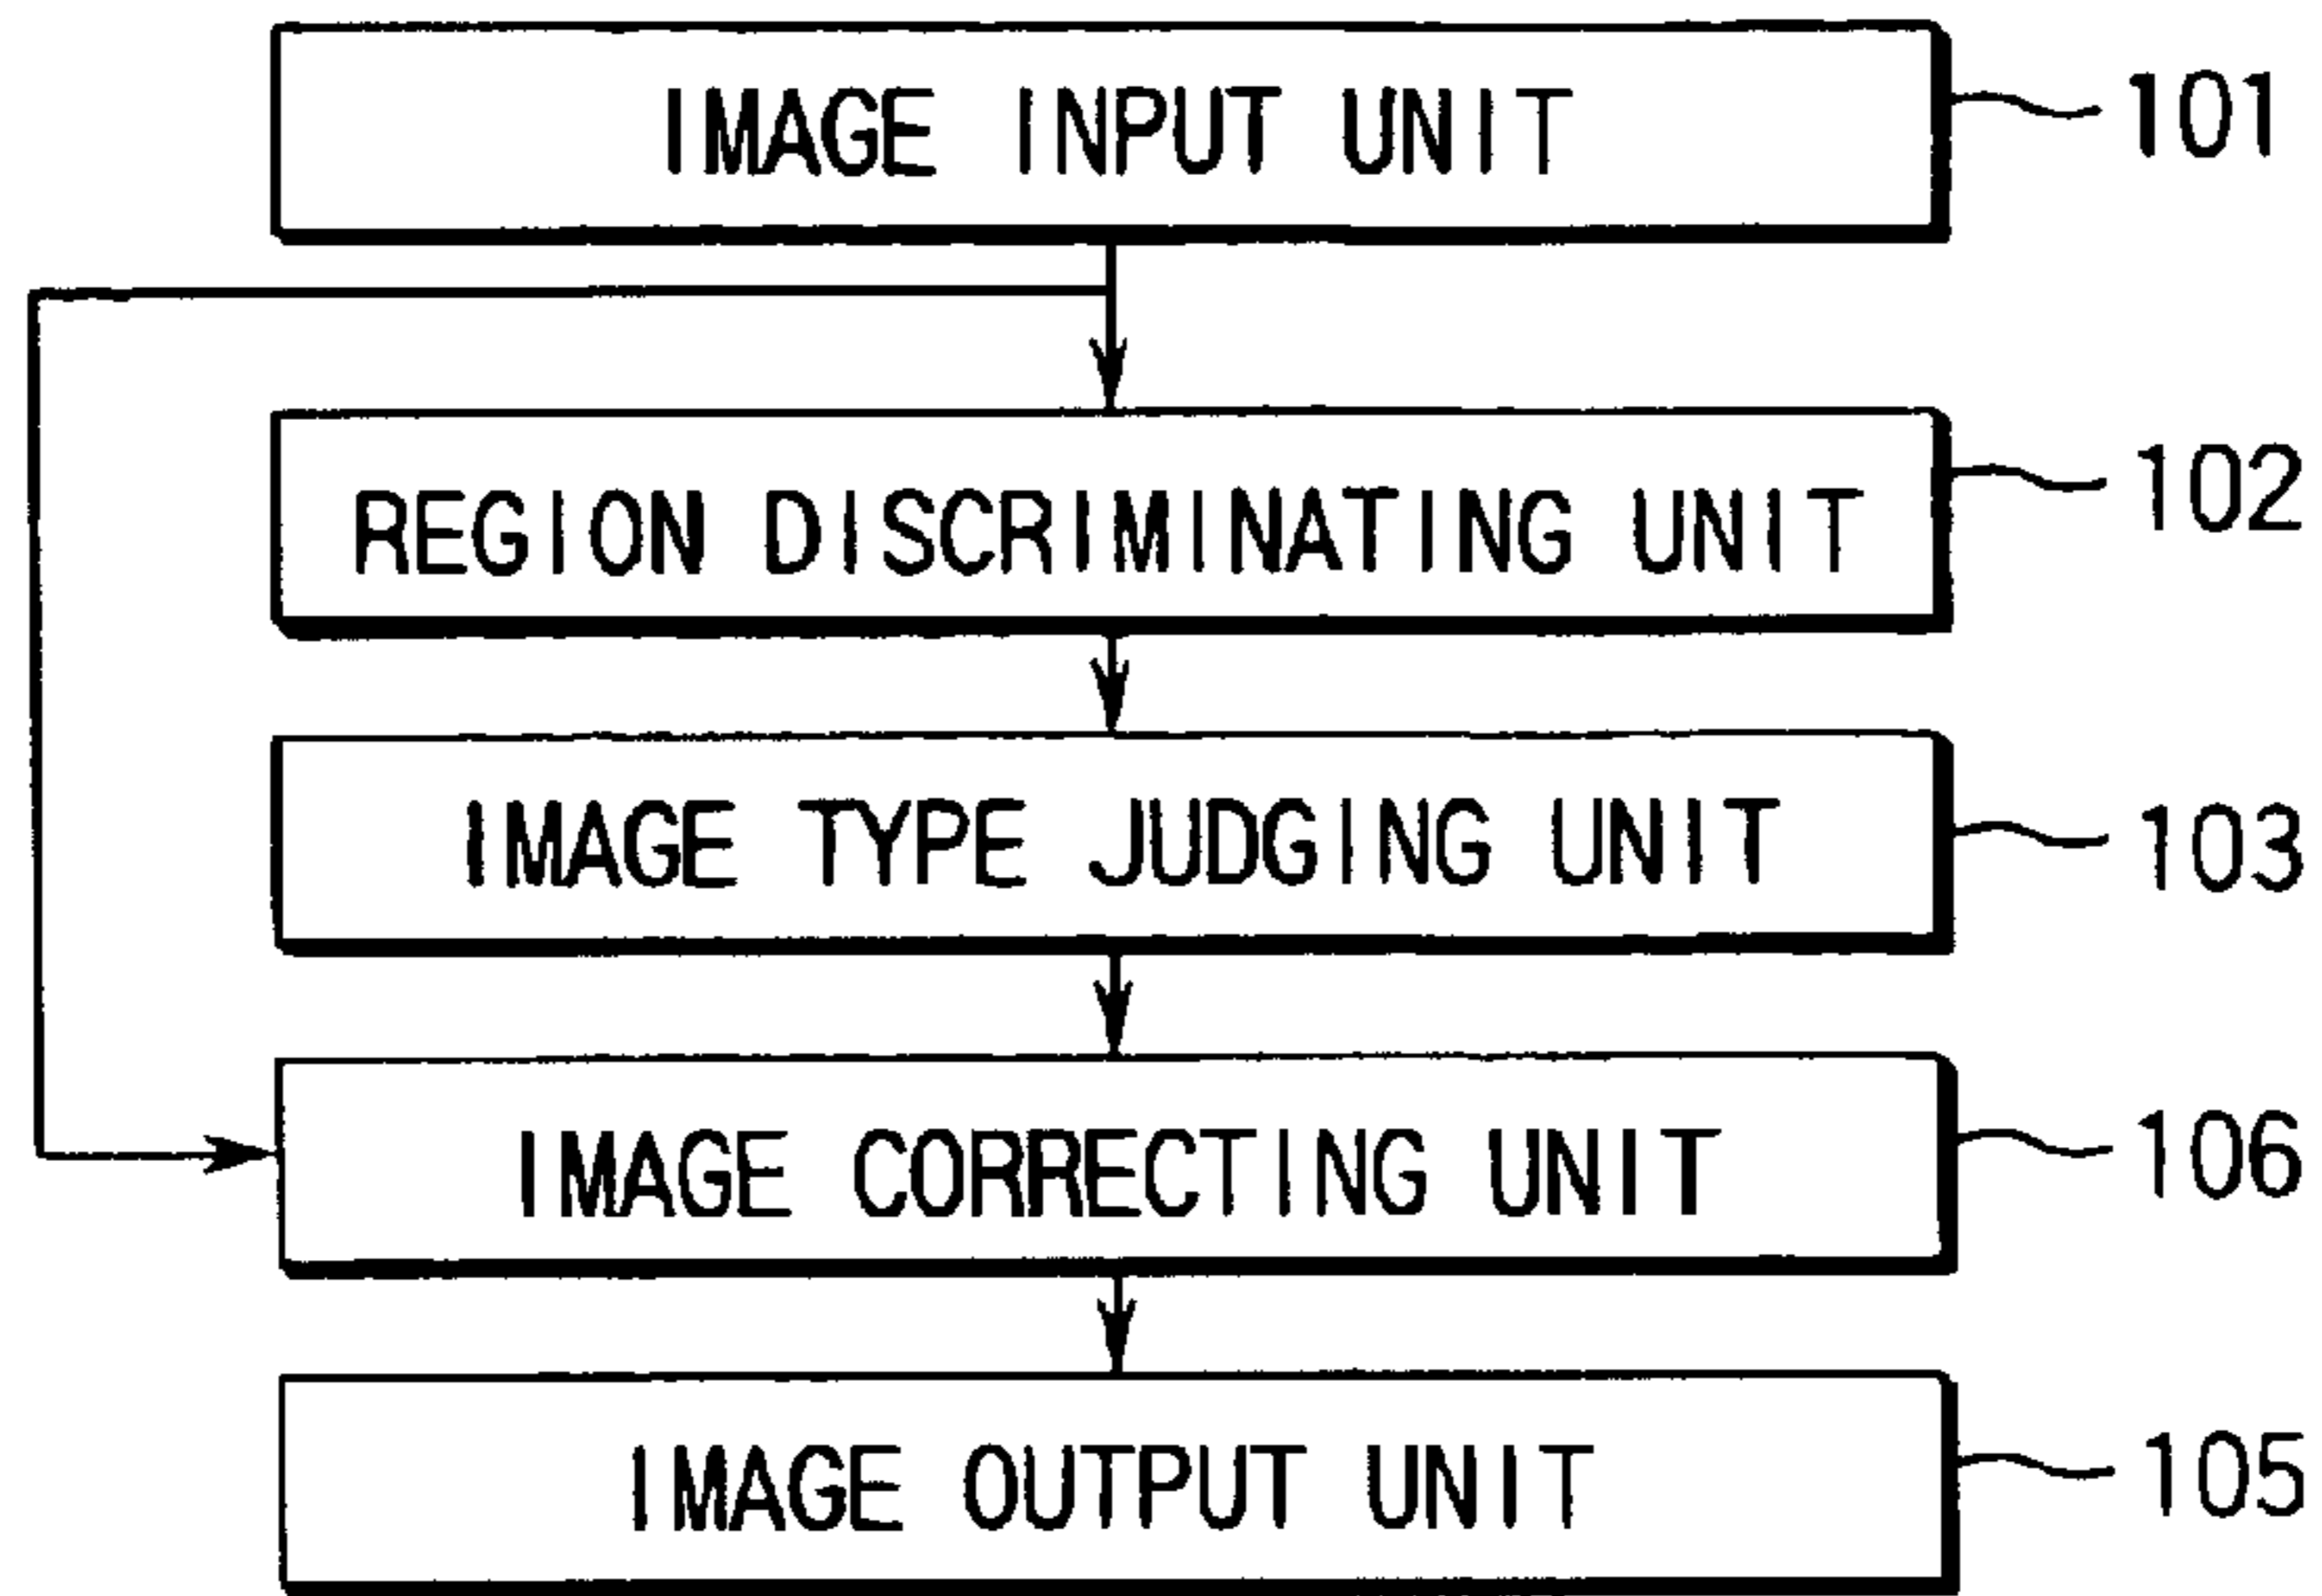 IMAGE INPUT UNIT 101
REGION DISCRIMINATING UNIT 102
IMAGE TYPE JUDGING UNIT 103
IMAGE CORRECTING UNIT 106
IMAGE OUTPUT UNIT 105